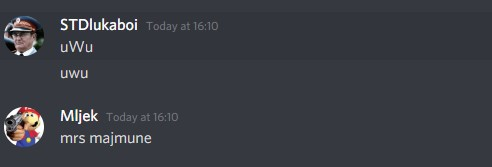 STDlukaboi Today at 16:10
uWu
uwu
Mljek Today at 16:10
mrs majmune